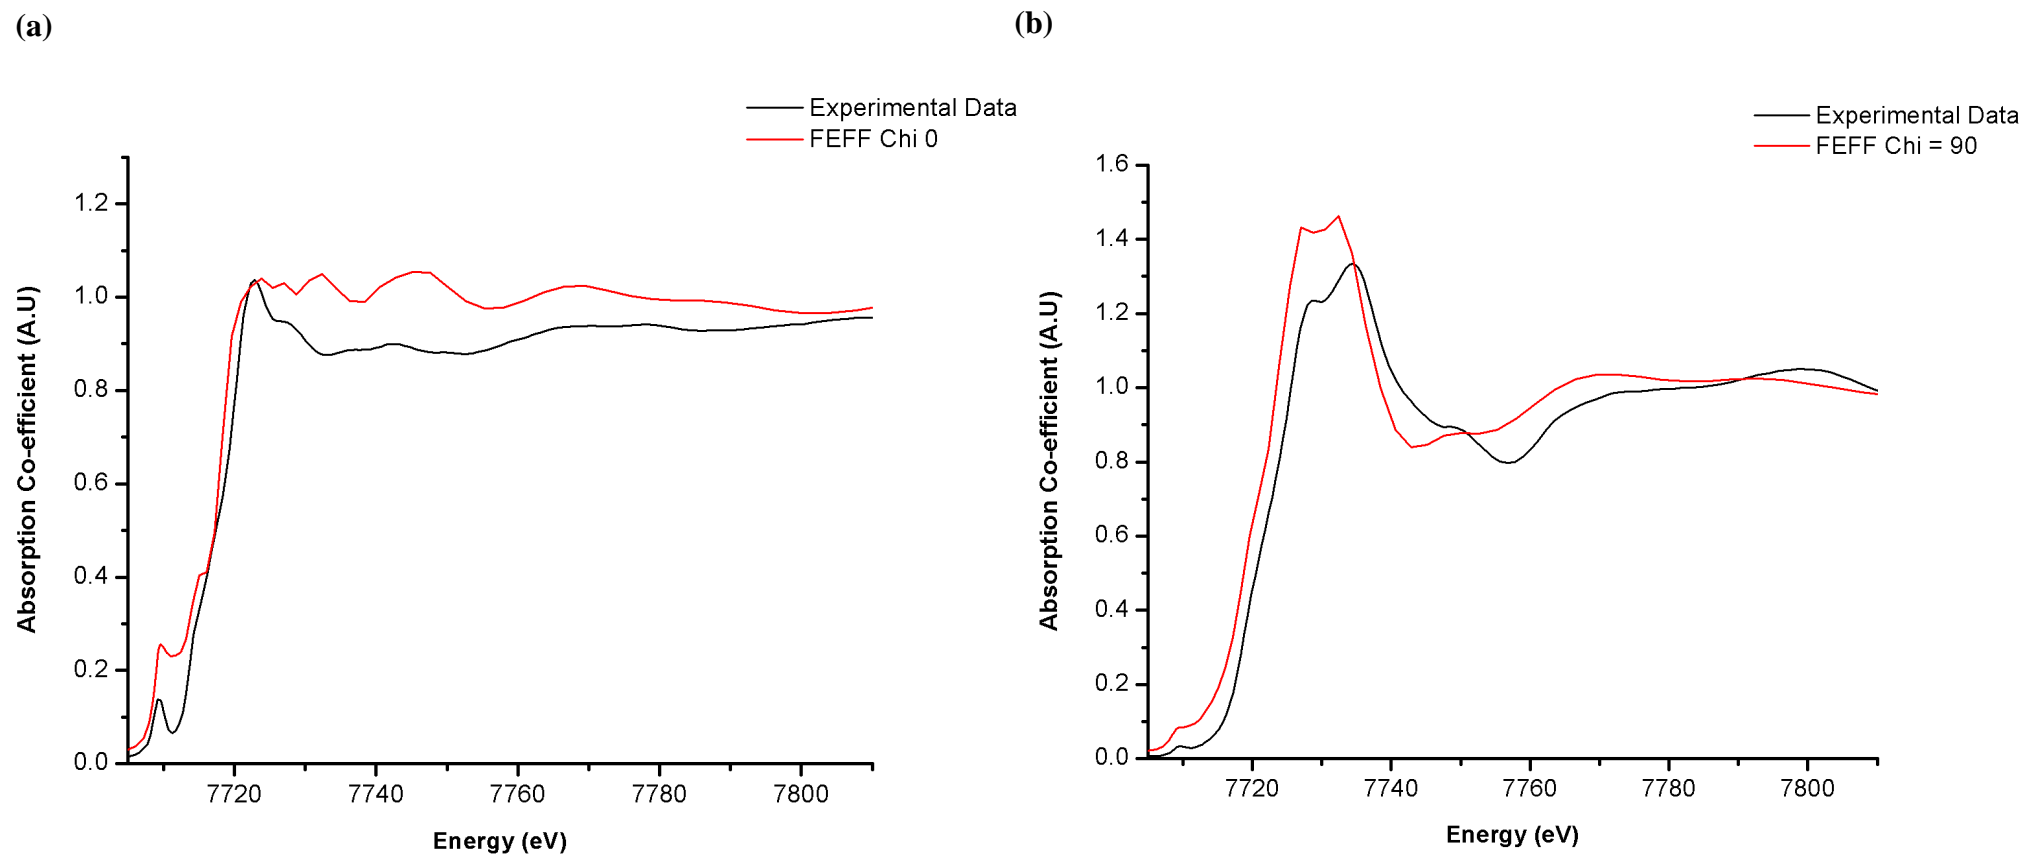 (a)
Experimental Data
FEFF Chi 0
1.2
1.0
0.8
0.6
0.4
0.2
0.0
Absorption Co-efficient (A.U)
7720 7740 7760 7780 7800
Energy (eV)
(b)
Experimental Data
FEFF Chi = 90
1.6
1.4
1.2
1.0
0.8
0.6
0.4
0.2
0.0
Absorption Co-efficient (A.U)
7720 7740 7760 7780 7800
Energy (eV)